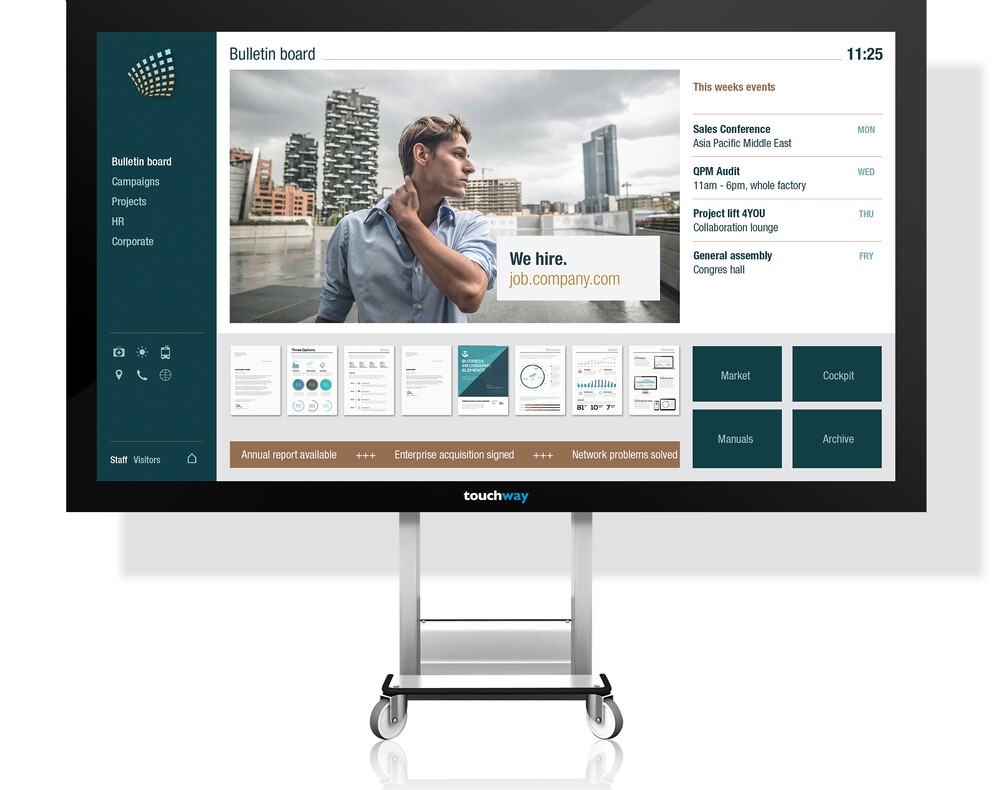 Bulletin board
11:25
Bulletin board
Campaigns
Projects
HR
Corporate
Staff Visitors
We hire.
job.company.com
This weeks events
Sales Conference MON
Asia Pacific Middle East
QPM Audit WED
11am - 6pm, whole factory
Project lift 4YOU THU
Collaboration lounge
General assembly FRY
Congres hall
Three Options
BUSINESS
INFOGRAPHIC
ELEMENTS
Market
Cockpit
Manuals
Archive
Annual report available +++ Enterprise acquisition signed +++ Network problems solved
touchway